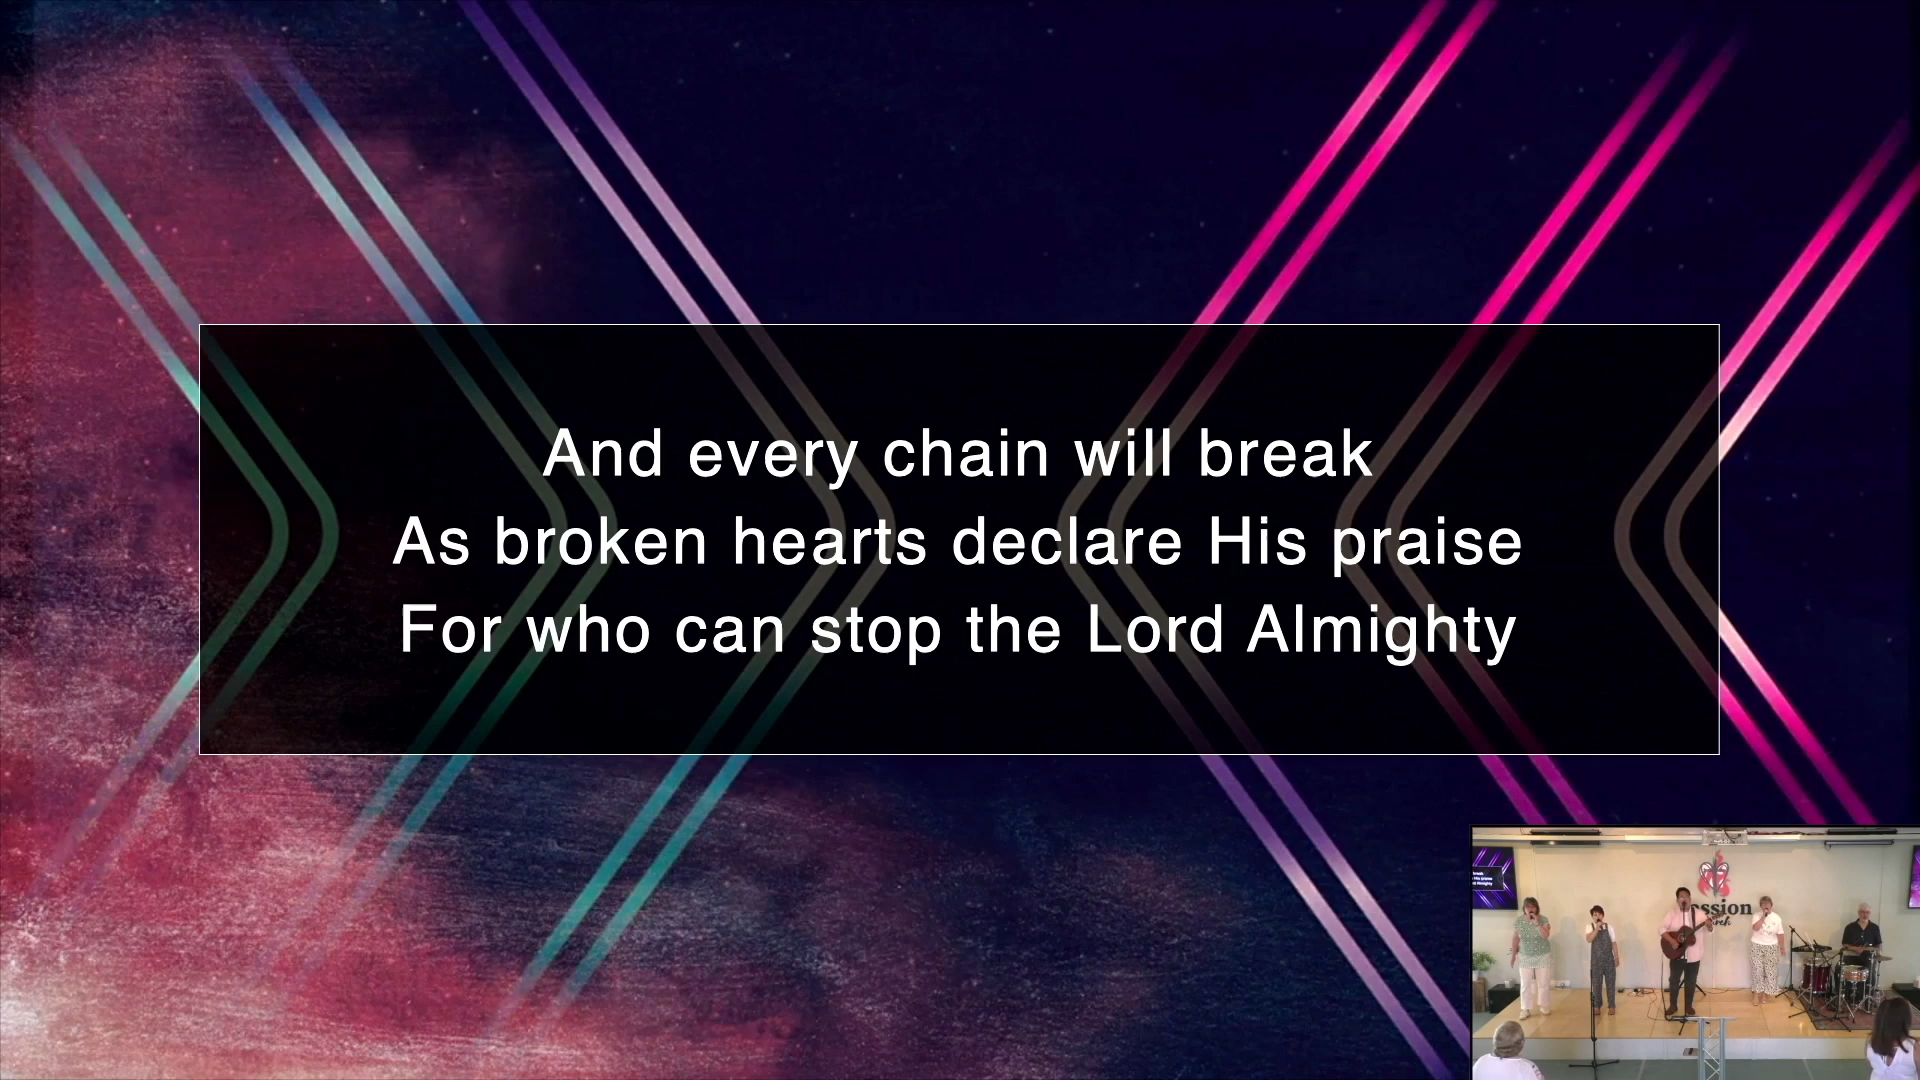 And every chain will break
As broken hearts declare His praise
For who can stop the Lord Almighty